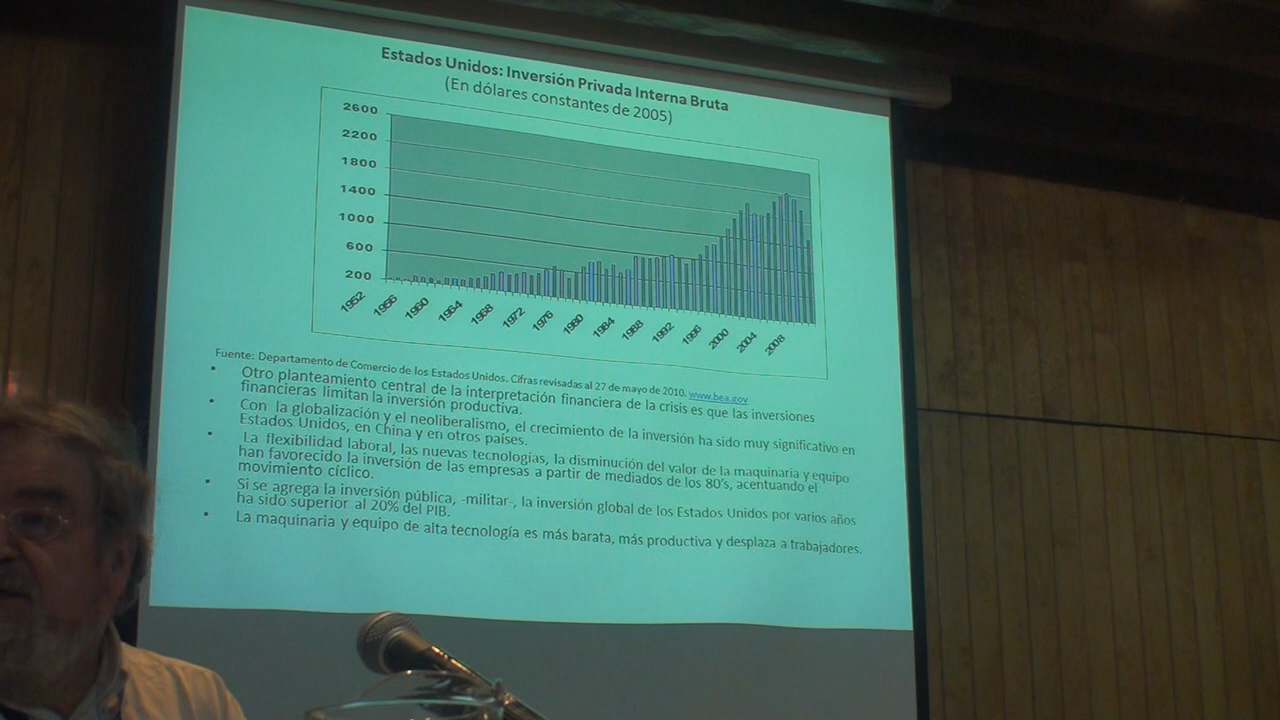 Estados Unidos: Inversión Privada Interna Bruta
(En dólares constantes de 2005)
2600
2200
1800
1400
1000
600
200
1952 1956 1960 1964 1968 1972 1976 1980 1984 1988 1992 1996 2000 2004 2008
Fuente: Departamento de Comercio de los Estados Unidos. Cifras revisadas al 27 de mayo de 2010. www.bea.gov
• Otro planteamiento central de la interpretación financiera de la crisis es que las inversiones
financieras limitan la inversión productiva.
• Con la globalización y el neoliberalismo, el crecimiento de la inversión ha sido muy significativo en
Estados Unidos, en China y en otros países.
• La flexibilidad laboral, las nuevas tecnologías, la disminución del valor de la maquinaria y equipo
han favorecido la inversión de las empresas a partir de mediados de los 80's, acentuando el
movimiento cíclico.
• Si se agrega la inversión pública, -militar-, la inversión global de los Estados Unidos por varios años
ha sido superior al 20% del PIB.
• La maquinaria y equipo de alta tecnología es más barata, más productiva y desplaza a trabajadores.